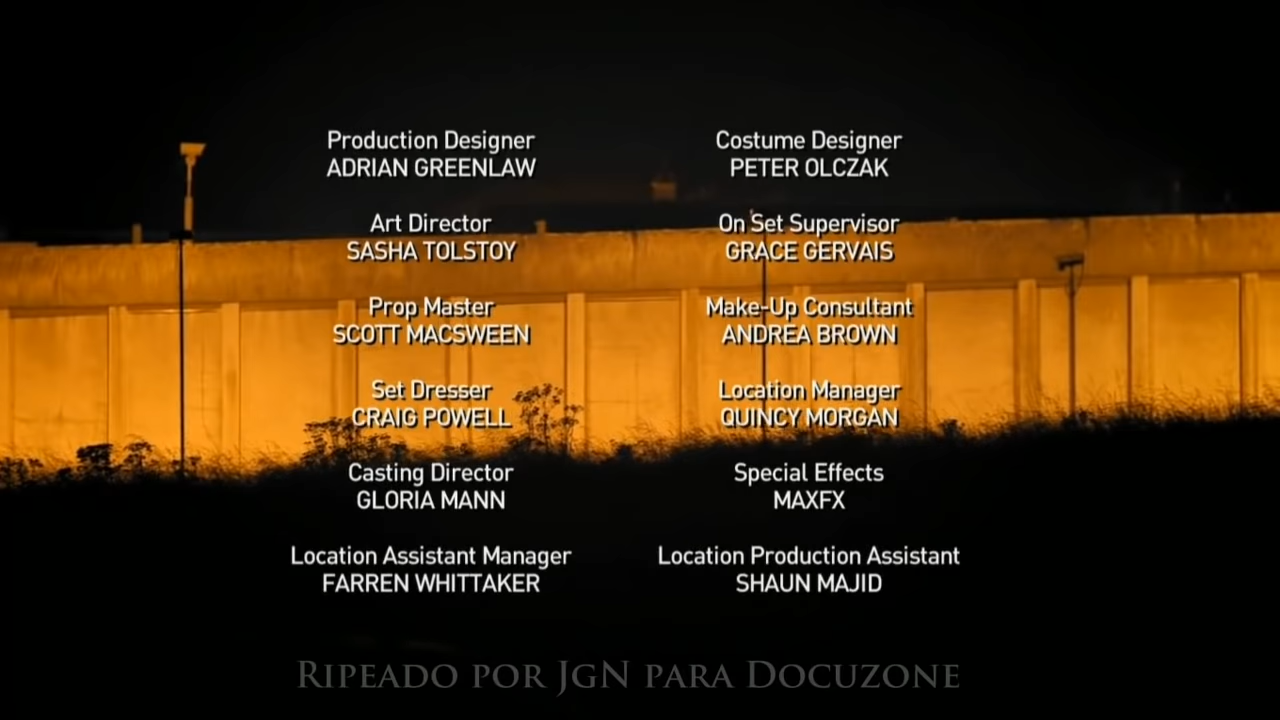 Production Designer
ADRIAN GREENLAW
Costume Designer
PETER OLCZAK
Art Director
SASHA TOLSTOY
On Set Supervisor
GRACE GERVAIS
Prop Master
SCOTT MACSWEEN
Make-Up Consultant
ANDREA BROWN
Set Dresser
CRAIG POWELL
Location Manager
QUINCY MORGAN
Casting Director
GLORIA MANN
Special Effects
MAXFX
Location Assistant Manager
FARREN WHITTAKER
Location Production Assistant
SHAUN MAJID
RIPEADO POR JGN PARA DOCUZONE